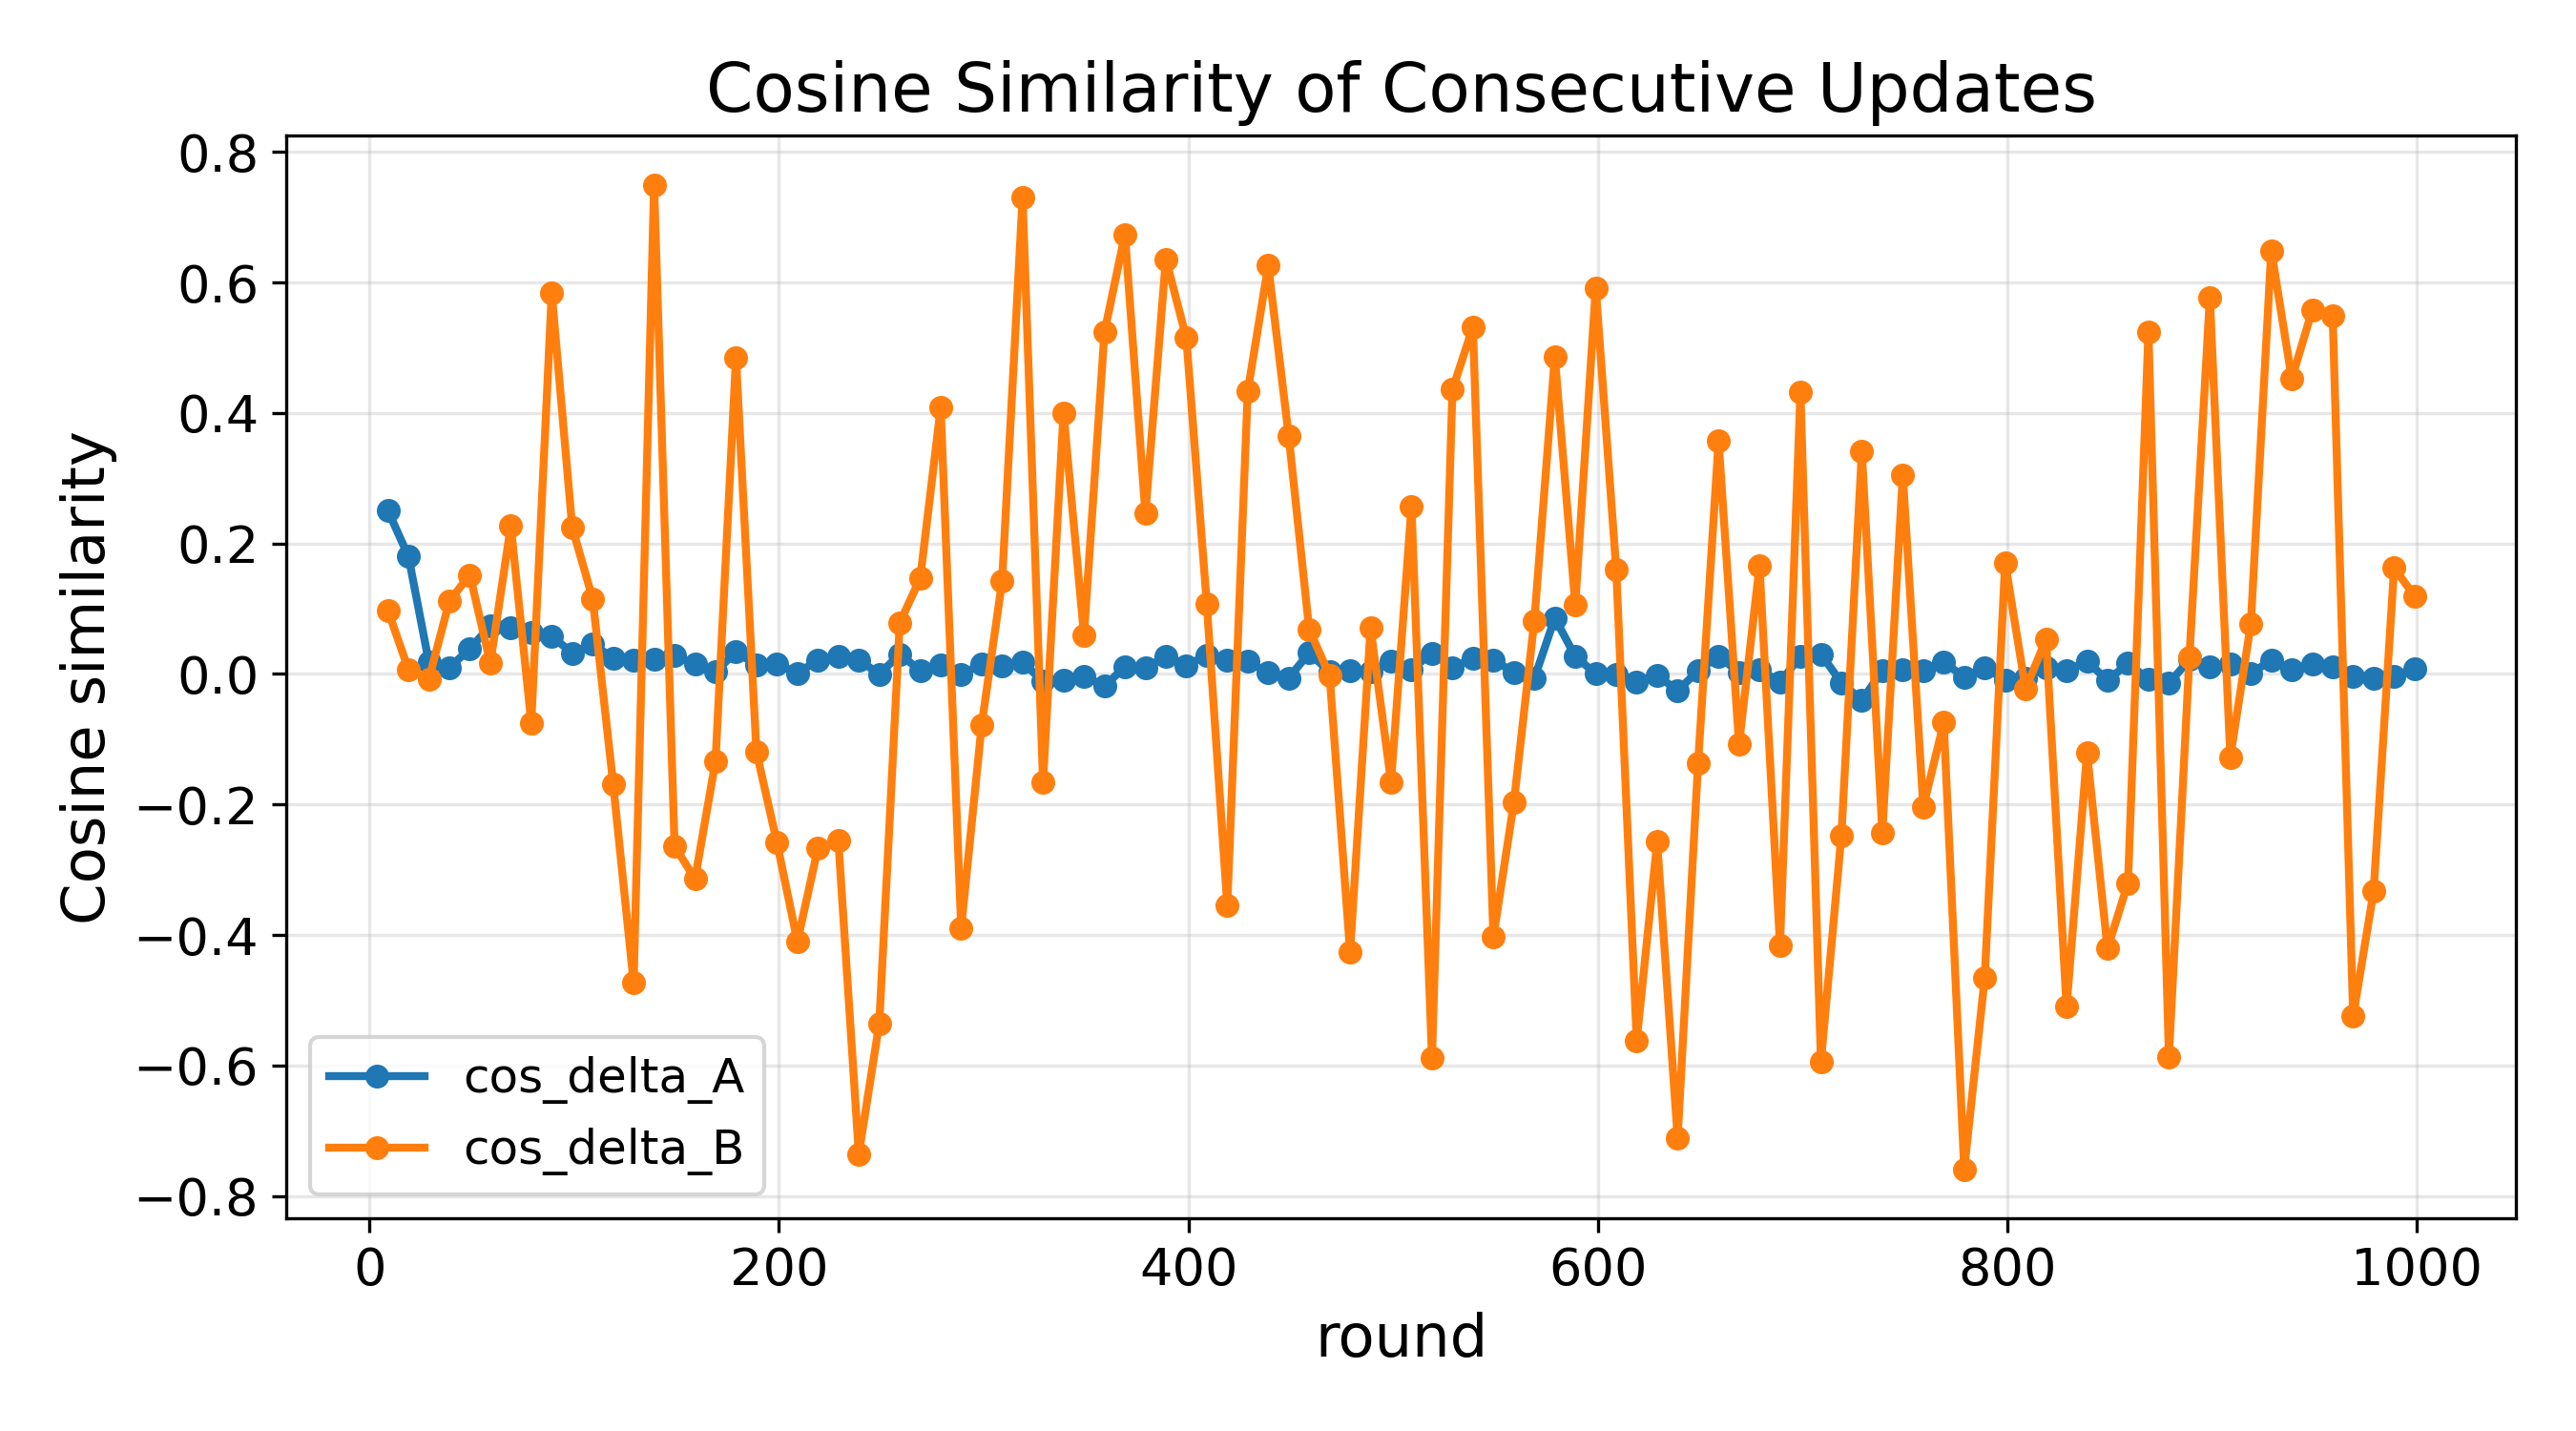 Cosine Similarity of Consecutive Updates
Cosine similarity
0.8
0.6
0.4
0.2
0.0
−0.2
−0.4
−0.6
−0.8
cos_delta_A
cos_delta_B
0 200 400 600 800 1000
round